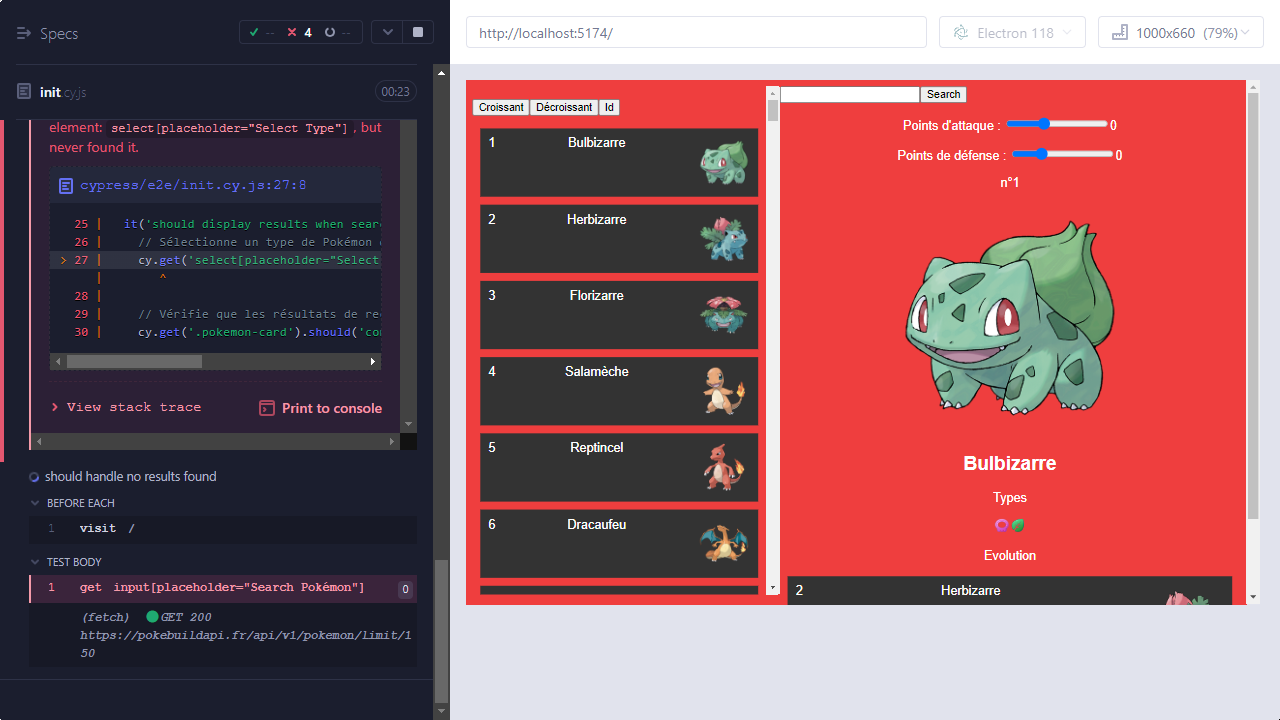 Specs
-- 4 --
init.cy.js
00:23
element: select[placeholder="Select Type"] , but
never found it.
cypress/e2e/init.cy.js:27:8
25 | it('should display results when sear
26 | // Sélectionne un type de Pokémon
> 27 | cy.get('select[placeholder="Select
| ^
28 |
29 | // Vérifie que les résultats de re
30 | cy.get('.pokemon-card').should('con
View stack trace
Print to console
should handle no results found
BEFORE EACH
1 visit /
TEST BODY
1 get input[placeholder="Search Pokémon"] 0
(fetch) GET 200
https://pokebuildapi.fr/api/v1/pokemon/limit/1
50
http://localhost:5174/
Electron 118
1000x660 (79%)
Croissant Décroissant Id
1 Bulbizarre
2 Herbizarre
3 Florizarre
4 Salamèche
5 Reptincel
6 Dracaufeu
Search
Points d'attaque : 0
Points de défense : 0
n°1
Bulbizarre
Types
Evolution
2 Herbizarre